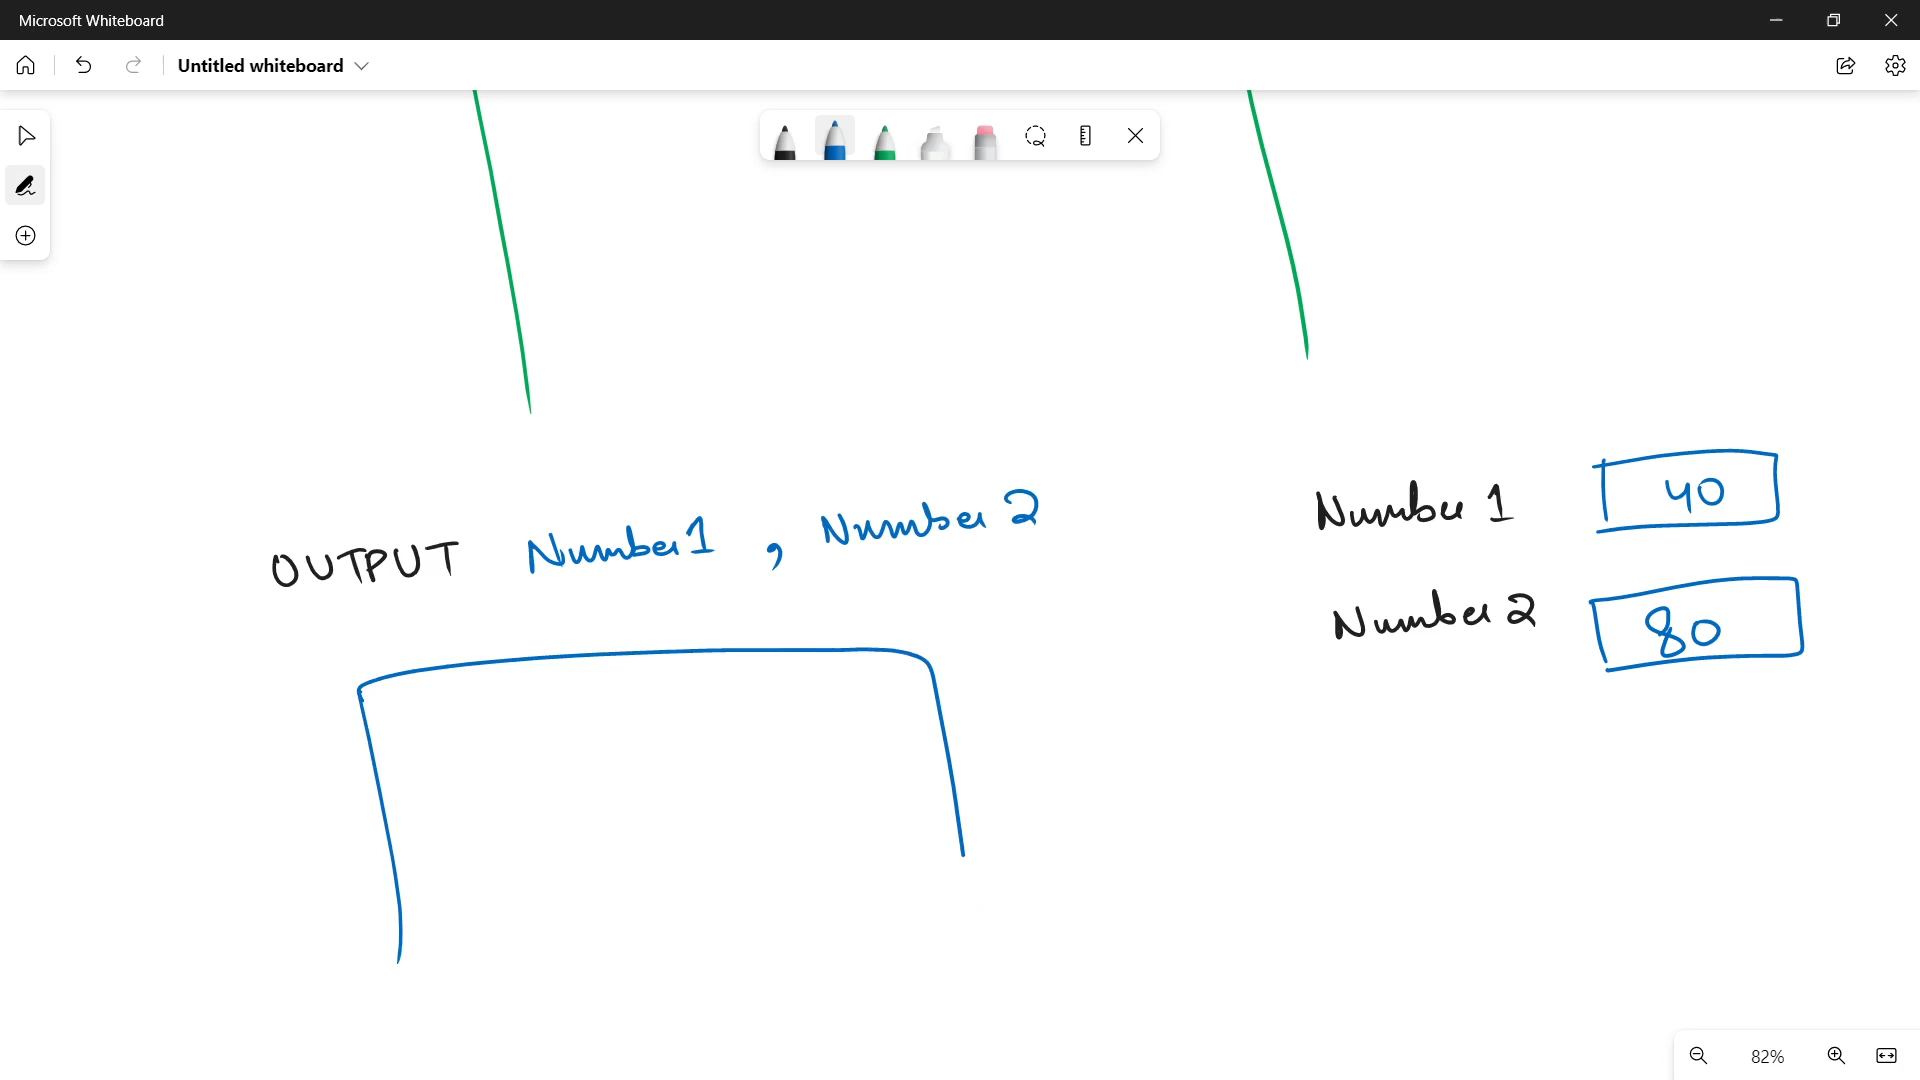 Microsoft Whiteboard
Untitled whiteboard
OUTPUT Number 1 , Number 2
Number 1 40
Number 2 80
82%